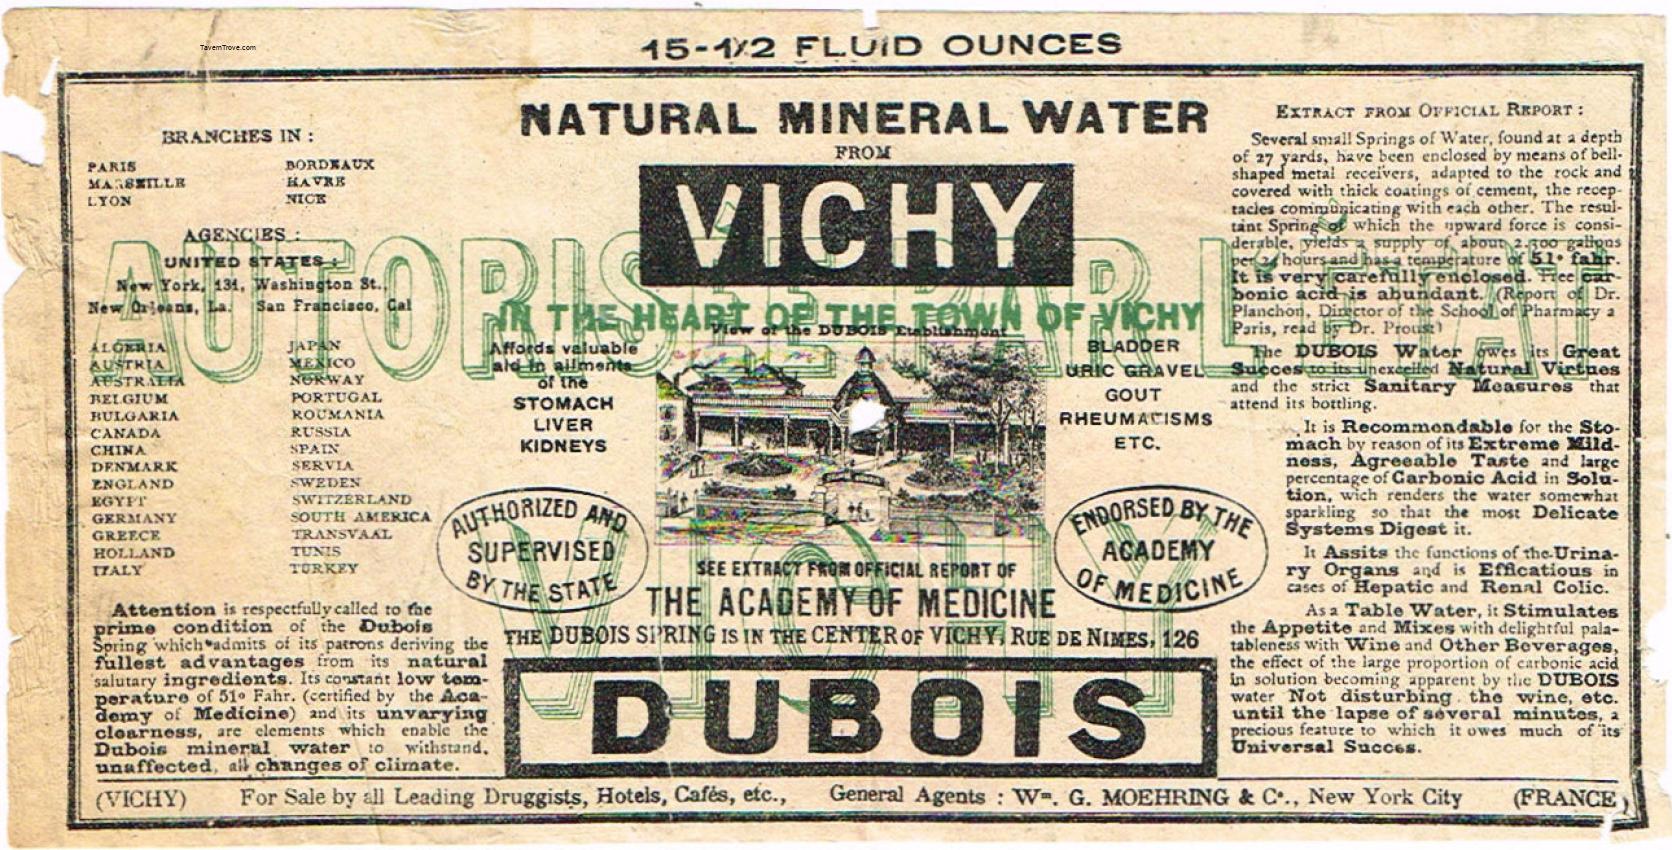 TavernTrove.com
15-1/2 FLUID OUNCES
BRANCHES IN :
PARIS BORDEAUX
MARSEILLE HAVRE
LYON NICE
AGENCIES :
UNITED STATES :
New York, 131, Washington St.,
New Orleans, La. San Francisco, Cal
ALGERIA JAPAN
AUSTRIA MEXICO
AUSTRALIA NORWAY
BELGIUM PORTUGAL
BULGARIA ROUMANIA
CANADA RUSSIA
CHINA SPAIN
DENMARK SERVIA
ENGLAND SWEDEN
EGYPT SWITZERLAND
GERMANY SOUTH AMERICA
GREECE TRANSVAAL
HOLLAND TUNIS
ITALY TURKEY
Attention is respectfully called to the
prime condition of the Dubois
Spring which admits of its patrons deriving the
fullest advantages from its natural
salutary ingredients. Its constant low tem-
perature of 51° Fahr. (certified by the Aca-
demy of Medicine) and its unvarying
clearness, are elements which enable the
Dubois mineral water to withstand,
unaffected, all changes of climate.
NATURAL MINERAL WATER
FROM
VICHY
AUTORISÉE PAR L'ÉTAT
VICHY
IN THE HEART OF THE TOWN OF VICHY
View of the DUBOIS Etablishmont
Affords valuable
aid in ailments
of the
STOMACH
LIVER
KIDNEYS
BLADDER
URIC GRAVEL
GOUT
RHEUMATISMS
ETC.
AUTHORIZED AND
SUPERVISED
BY THE STATE
ENDORSED BY THE
ACADEMY
OF MEDICINE
SEE EXTRACT FROM OFFICIAL REPORT OF
THE ACADEMY OF MEDICINE
THE DUBOIS SPRING IS IN THE CENTER OF VICHY, RUE DE NIMES, 126
DUBOIS
EXTRACT FROM OFFICIAL REPORT :
Several small Springs of Water, found at a depth
of 27 yards, have been enclosed by means of bell-
shaped metal receivers, adapted to the rock and
covered with thick coatings of cement, the recep-
tacles communicating with each other. The resul-
tant Spring of which the upward force is consi-
derable, yields a supply of about 2.300 gallons
per 24 hours and has a temperature of 51° fahr.
It is very carefully enclosed. Free car-
bonic acid is abundant. (Report of Dr.
Planchon, Director of the School of Pharmacy a
Paris, read by Dr. Proust)
The DUBOIS Water owes its Great
Succes to its unexcelled Natural Virtues
and the strict Sanitary Measures that
attend its bottling.
It is Recommendable for the Sto-
mach by reason of its Extreme Mild-
ness, Agreeable Taste and large
percentage of Carbonic Acid in Solu-
tion, wich renders the water somewhat
sparkling so that the most Delicate
Systems Digest it.
It Assits the functions of the Urina-
ry Organs and is Efficatious in
cases of Hepatic and Renal Colic.
As a Table Water, it Stimulates
the Appetite and Mixes with delightful pala-
tableness with Wine and Other Beverages,
the effect of the large proportion of carbonic acid
in solution becoming apparent by the DUBOIS
water Not disturbing the wine, etc.
until the lapse of several minutes, a
precious feature to which it owes much of its
Universal Succes.
(VICHY) For Sale by all Leading Druggists, Hotels, Cafés, etc., General Agents : Wm. G. MOEHRING & Co., New York City (FRANCE)